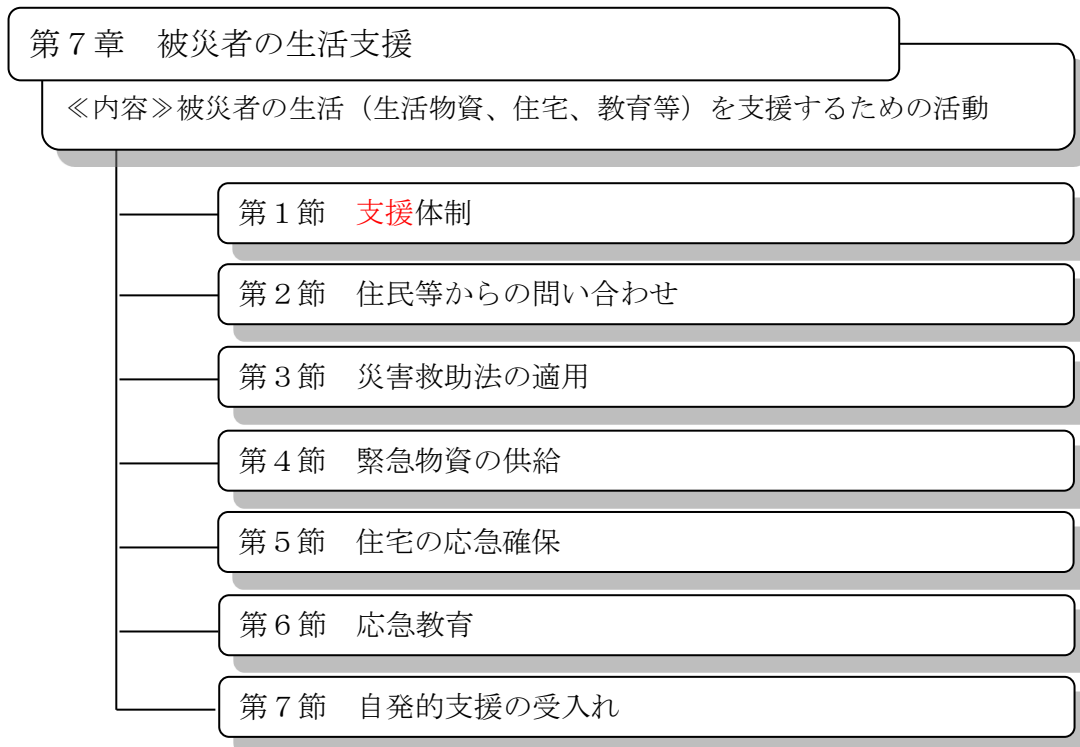 第７章　被災者の生活支援
≪内容≫被災者の生活（生活物資、住宅、教育等）を支援するための活動
第１節　支援体制
第２節　住民等からの問い合わせ
第３節　災害救助法の適用
第４節　緊急物資の供給
第５節　住宅の応急確保
第６節　応急教育
第７節　自発的支援の受入れ